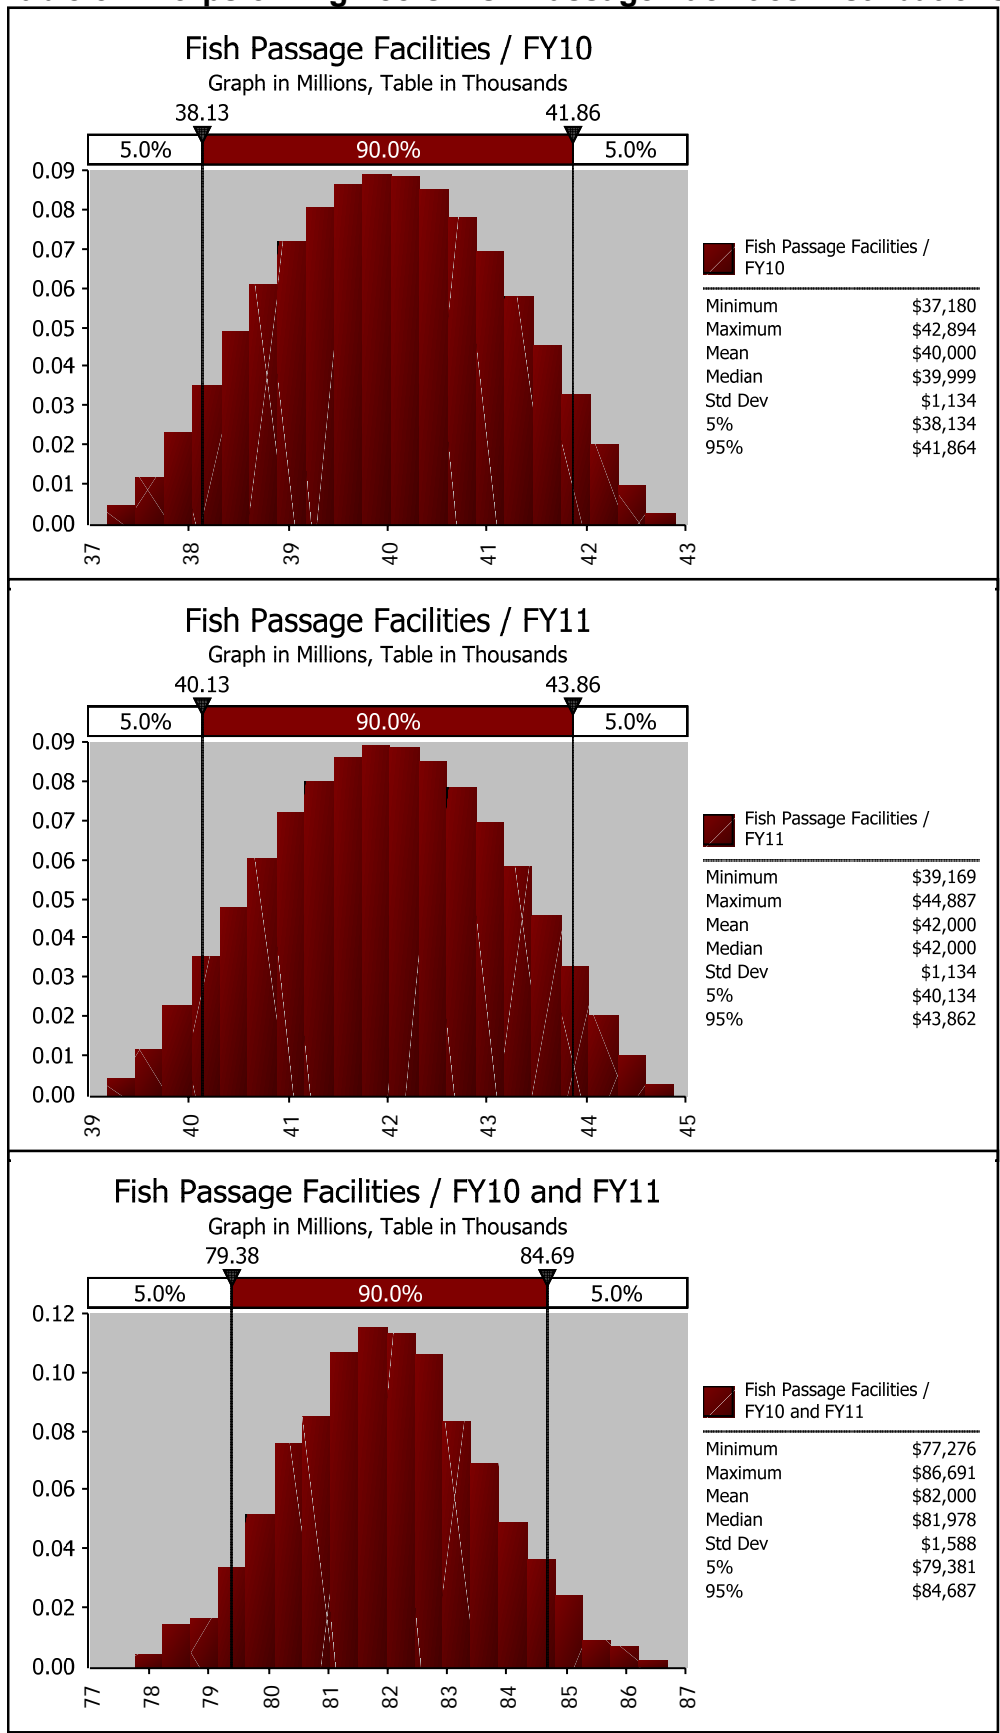 Fish Passage Facilities / FY10
Graph in Millions, Table in Thousands
38.13 41.86
5.0% 90.0% 5.0%
0.09
0.08
0.07
0.06
0.05
0.04
0.03
0.02
0.01
0.00
37 38 39 40 41 42 43
Fish Passage Facilities /
FY10
Minimum $37,180
Maximum $42,894
Mean $40,000
Median $39,999
Std Dev $1,134
5% $38,134
95% $41,864
Fish Passage Facilities / FY11
Graph in Millions, Table in Thousands
40.13 43.86
5.0% 90.0% 5.0%
0.09
0.08
0.07
0.06
0.05
0.04
0.03
0.02
0.01
0.00
39 40 41 42 43 44 45
Fish Passage Facilities /
FY11
Minimum $39,169
Maximum $44,887
Mean $42,000
Median $42,000
Std Dev $1,134
5% $40,134
95% $43,862
Fish Passage Facilities / FY10 and FY11
Graph in Millions, Table in Thousands
79.38 84.69
5.0% 90.0% 5.0%
0.12
0.10
0.08
0.06
0.04
0.02
0.00
77 78 79 80 81 82 83 84 85 86 87
Fish Passage Facilities /
FY10 and FY11
Minimum $77,276
Maximum $86,691
Mean $82,000
Median $81,978
Std Dev $1,588
5% $79,381
95% $84,687